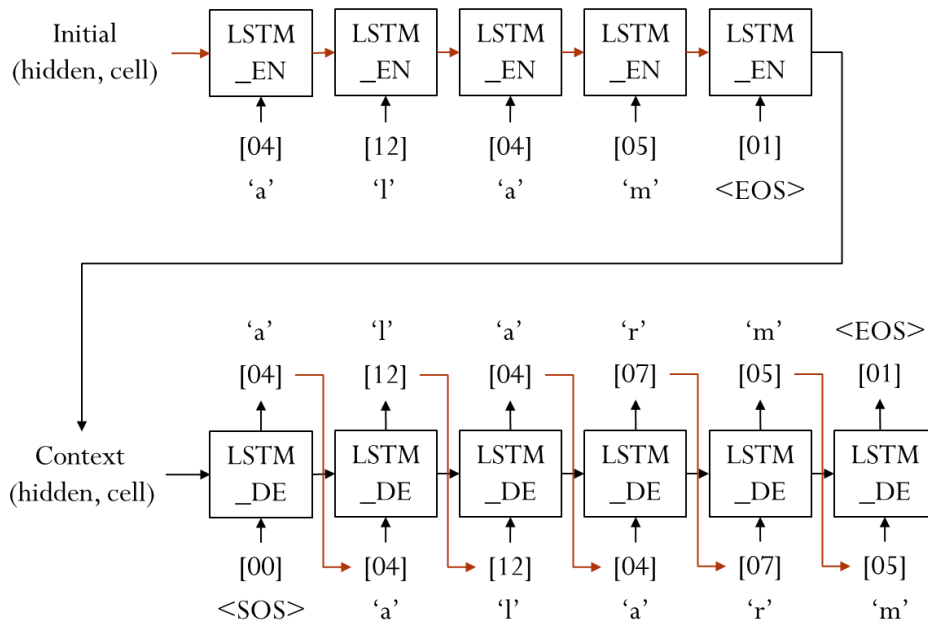 Initial
(hidden, cell)
LSTM
_EN
LSTM
_EN
LSTM
_EN
LSTM
_EN
LSTM
_EN
[04] [12] [04] [05] [01]
‘a’ ‘l’ ‘a’ ‘m’ <EOS>
‘a’ ‘l’ ‘a’ ‘r’ ‘m’ <EOS>
[04] [12] [04] [07] [05] [01]
Context
(hidden, cell)
LSTM
_DE
LSTM
_DE
LSTM
_DE
LSTM
_DE
LSTM
_DE
LSTM
_DE
[00] [04] [12] [04] [07] [05]
<SOS> ‘a’ ‘l’ ‘a’ ‘r’ ‘m’